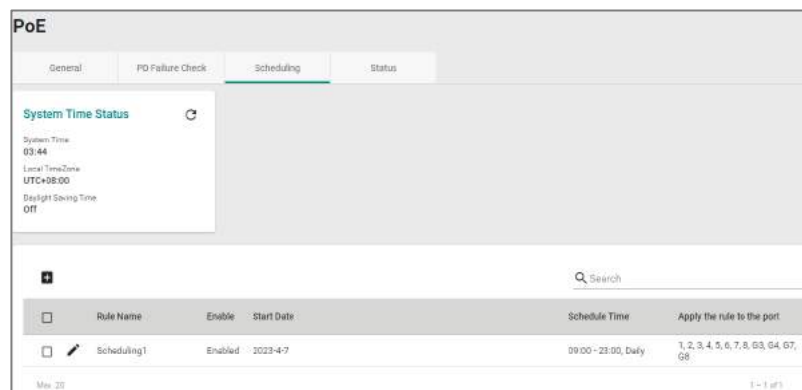 PoE
General PD Failure Check Scheduling Status
System Time Status
System Time
03:44
Local TimeZone
UTC+08:00
Daylight Saving Time
Off
Search
Rule Name Enable Start Date Schedule Time Apply the rule to the port
Scheduling1 Enabled 2023-4-7 09:00 - 23:00, Daily 1, 2, 3, 4, 5, 6, 7, 8, G3, G4, G7,
G8
Max. 20 1 – 1 of 1